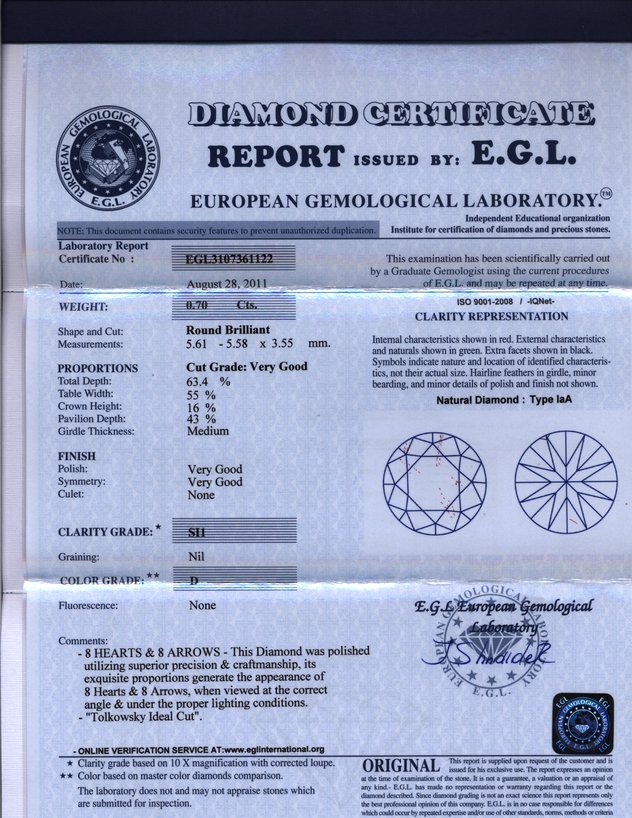 EUROPEAN GEMOLOGICAL LABORATORY
E.G.L.
DIAMOND CERTIFICATE
REPORT ISSUED BY: E.G.L.
EUROPEAN GEMOLOGICAL LABORATORY.™
Independent Educational organization
NOTE: This document contains security features to prevent unauthorized duplication.
Institute for certification of diamonds and precious stones.
Laboratory Report
Certificate No : EGL3107361122
Date: August 28, 2011
This examination has been scientifically carried out
by a Graduate Gemologist using the current procedures
of E.G.L. and may be repeated at any time.
WEIGHT: 0.70 Cts.
Shape and Cut: Round Brilliant
Measurements: 5.61 - 5.58 x 3.55 mm.
PROPORTIONS Cut Grade: Very Good
Total Depth: 63.4 %
Table Width: 55 %
Crown Height: 16 %
Pavilion Depth: 43 %
Girdle Thickness: Medium
FINISH
Polish: Very Good
Symmetry: Very Good
Culet: None
CLARITY GRADE:* SI1
Graining: Nil
COLOR GRADE:** D
Fluorescence: None
Comments:
- 8 HEARTS & 8 ARROWS - This Diamond was polished
utilizing superior precision & craftmanship, its
exquisite proportions generate the appearance of
8 Hearts & 8 Arrows, when viewed at the correct
angle & under the proper lighting conditions.
- "Tolkowsky Ideal Cut".
- ONLINE VERIFICATION SERVICE AT:www.eglinternational.org
* Clarity grade based on 10 X magnification with corrected loupe.
** Color based on master color diamonds comparison.
The laboratory does not and may not appraise stones which
are submitted for inspection.
ISO 9001-2008 / -IQNet-
CLARITY REPRESENTATION
Internal characteristics shown in red. External characteristics
and naturals shown in green. Extra facets shown in black.
Symbols indicate nature and location of identified characteris-
tics, not their actual size. Hairline feathers in girdle, minor
bearding, and minor details of polish and finish not shown.
Natural Diamond : Type IaA
E.G.L European Gemological
Laboratory
EUROPEAN GEMOLOGICAL LABORATORY
E.G.L.
EGL EGL
ORIGINAL This report is supplied upon request of the customer and is
issued for his exclusive use. The report expresses an opinion
at the time of examination of the stone. It is not a guarantee, a valuation or an appraisal of
any kind.- E.G.L. has made no representation or warranty regarding this report or the
diamond described. Since diamond grading is not an exact science this report represents only
the best professional opinion of this company. E.G.L. is in no case responsible for differences
which could occur by repeated expertise and/or use of other standards, norms, methods or criteria